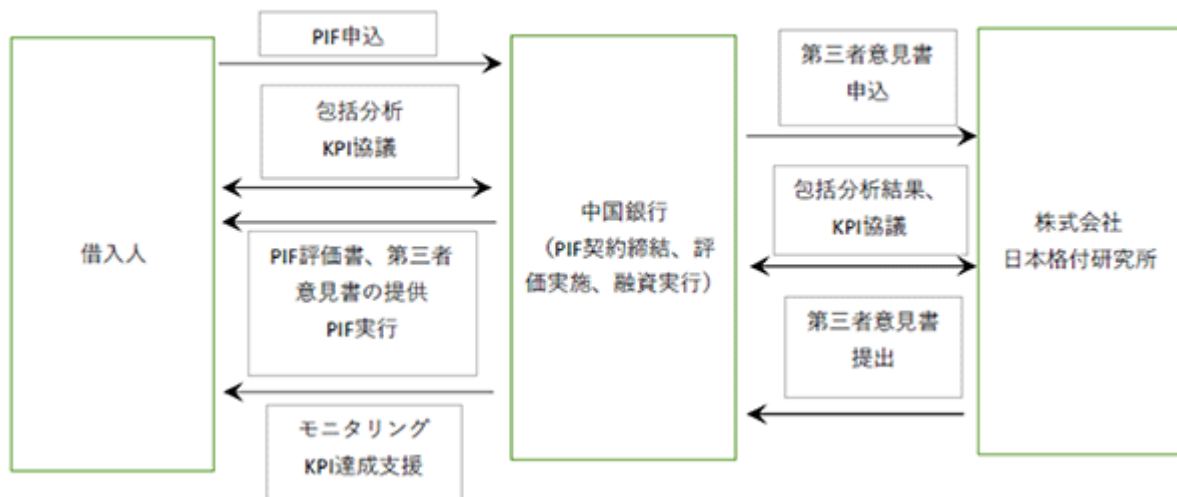 借入人
PIF申込
包括分析
KPI協議
PIF評価書、第三者
意見書の提供
PIF実行
モニタリング
KPI達成支援
中国銀行
(PIF契約締結、評
価実施、融資実行)
第三者意見書
申込
包括分析結果、
KPI協議
第三者意見書
提出
株式会社
日本格付研究所